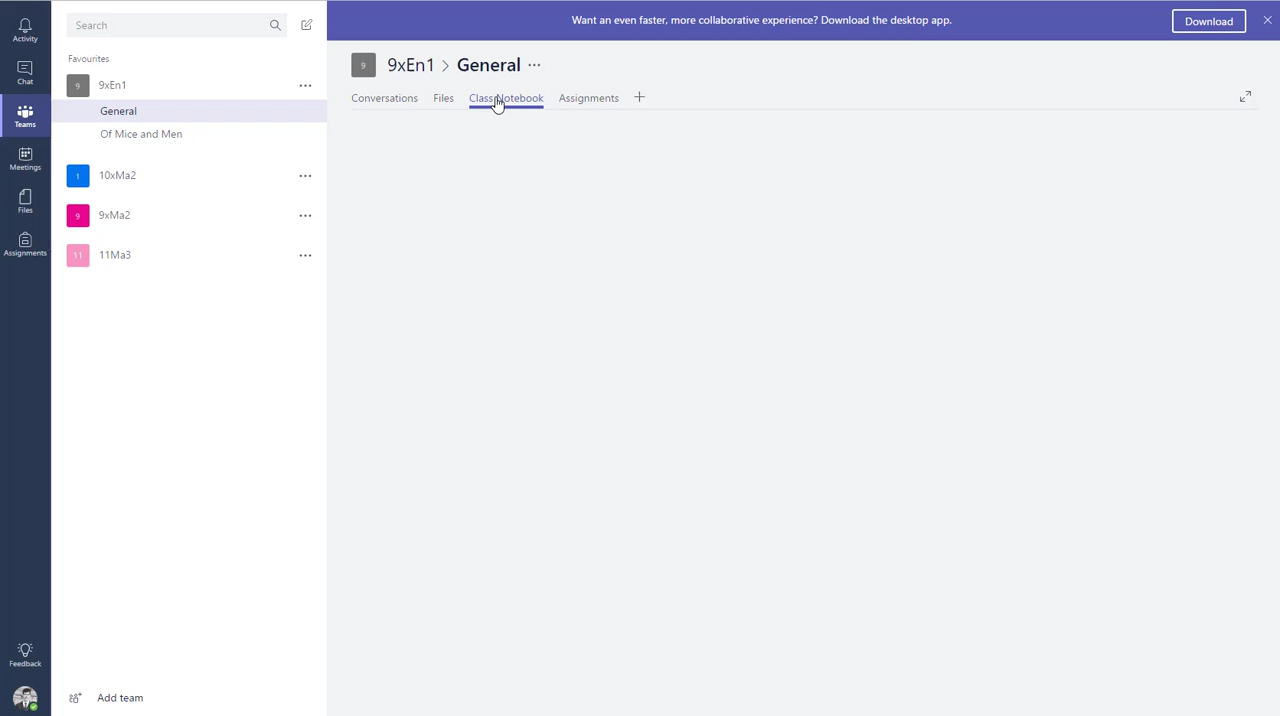 Activity
Chat
Teams
Meetings
Files
Assignments
Feedback
Search
Favourites
9 9xEn1
General
Of Mice and Men
1 10xMa2
9 9xMa2
11 11Ma3
Add team
Want an even faster, more collaborative experience? Download the desktop app.
Download
9 9xEn1 > General ...
Conversations Files Class Notebook Assignments +